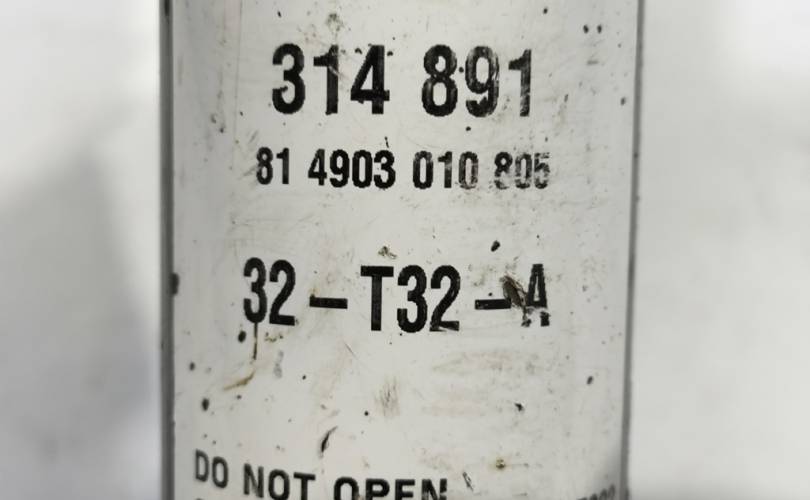 314 891
81 4903 010 805
32-T32-A
DO NOT OPEN